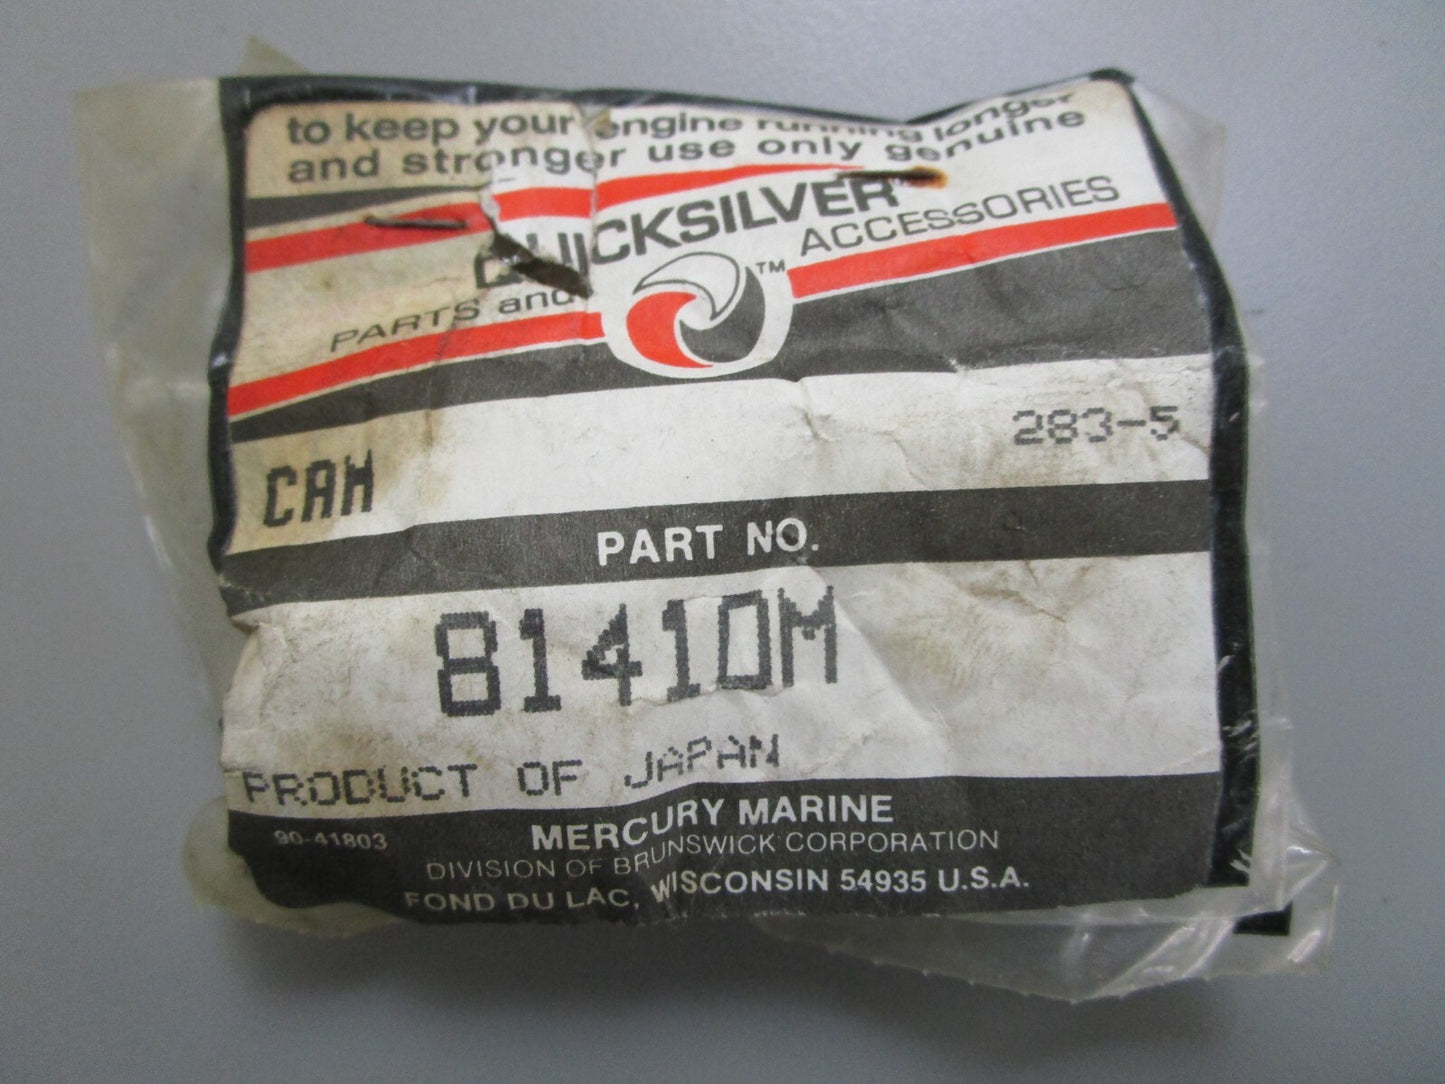 to keep your engine running longer
and stronger use only genuine
QUICKSILVER
PARTS and ACCESSORIES
TM
283-5
CAM
PART NO.
81410M
PRODUCT OF JAPAN
90-41803
MERCURY MARINE
DIVISION OF BRUNSWICK CORPORATION
FOND DU LAC, WISCONSIN 54935 U.S.A.